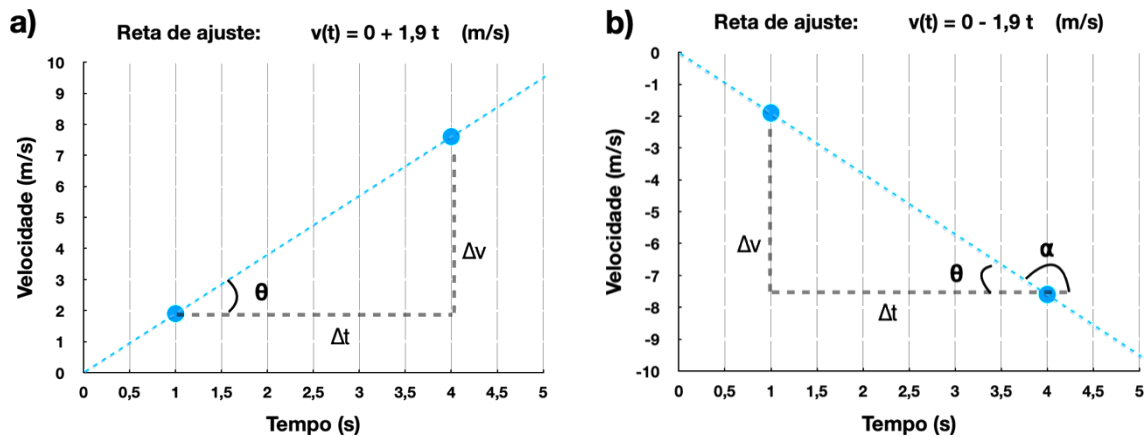 a)
Reta de ajuste: v(t) = 0 + 1,9 t (m/s)
Velocidade (m/s)
10
9
8
7
6
5
4
3
2
1
0
θ
Δv
Δt
0 0,5 1 1,5 2 2,5 3 3,5 4 4,5 5
Tempo (s)
b)
Reta de ajuste: v(t) = 0 - 1,9 t (m/s)
Velocidade (m/s)
-0
-1
-2
-3
-4
-5
-6
-7
-8
-9
-10
Δv
θ
α
Δt
0 0,5 1 1,5 2 2,5 3 3,5 4 4,5 5
Tempo (s)